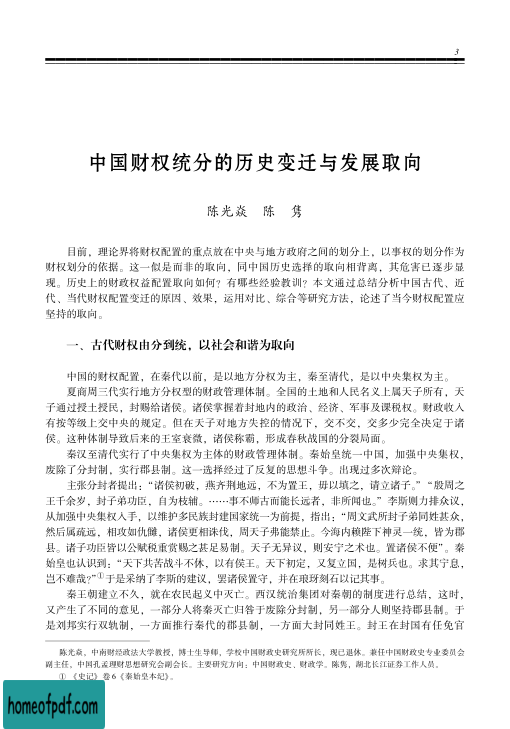 3
中国财权统分的历史变迁与发展取向
陈光焱 陈 隽
目前，理论界将财权配置的重点放在中央与地方政府之间的划分上，以事权的划分作为
财权划分的依据。这一似是而非的取向，同中国历史选择的取向相背离，其危害已逐步显
现。历史上的财政权益配置取向如何？有哪些经验教训？本文通过总结分析中国古代、近
代、当代财权配置变迁的原因、效果，运用对比、综合等研究方法，论述了当今财权配置应
坚持的取向。
一、古代财权由分到统，以社会和谐为取向
中国的财权配置，在秦代以前，是以地方分权为主，秦至清代，是以中央集权为主。
夏商周三代实行地方分权型的财政管理体制。全国的土地和人民名义上属天子所有，天
子通过授土授民，封赐给诸侯。诸侯掌握着封地内的政治、经济、军事及课税权。财政收入
有按等级上交中央的规定。但在天子对地方失控的情况下，交不交，交多少完全决定于诸
侯。这种体制导致后来的王室衰微，诸侯称霸，形成春秋战国的分裂局面。
秦汉至清代实行了中央集权为主体的财政管理体制。秦始皇统一中国，加强中央集权，
废除了分封制，实行郡县制。这一选择经过了反复的思想斗争。出现过多次辩论。
主张分封者提出：“诸侯初破，燕齐荆地远，不为置王，毋以填之，请立诸子。”“殷周之
王千余岁，封子弟功臣，自为枝辅。……事不师古而能长远者，非所闻也。”李斯则力排众议，
从加强中央集权入手，以维护多民族封建国家统一为前提，指出：“周文武所封子弟同姓甚众，
然后属疏远，相攻如仇雠，诸侯更相诛伐，周天子弗能禁止。今海内赖陛下神灵一统，皆为郡
县。诸子功臣皆以公赋税重赏赐之甚足易制。天子无异议，则安宁之术也。置诸侯不便”。秦
始皇也认识到：“天下共苦战斗不休，以有侯王。天下初定，又复立国，是树兵也。求其宁息，
岂不难哉？”①于是采纳了李斯的建议，罢诸侯置守，并在琅玡刻石以记其事。
秦王朝建立不久，就在农民起义中灭亡。西汉统治集团对秦朝的制度进行总结，这时，
又产生了不同的意见，一部分人将秦灭亡归咎于废除分封制，另一部分人则坚持郡县制。于
是刘邦实行双轨制，一方面推行秦代的郡县制，一方面大封同姓王。封王在封国有任免官
陈光焱，中南财经政法大学教授，博士生导师，学校中国财政史研究所所长，现已退休。兼任中国财政史专业委员会
副主任，中国孔孟理财思想研究会副会长。主要研究方向：中国财政史、财政学。陈隽，湖北长江证券工作人员。
① 《史记》卷6《秦始皇本纪》。
homeofpdf.com